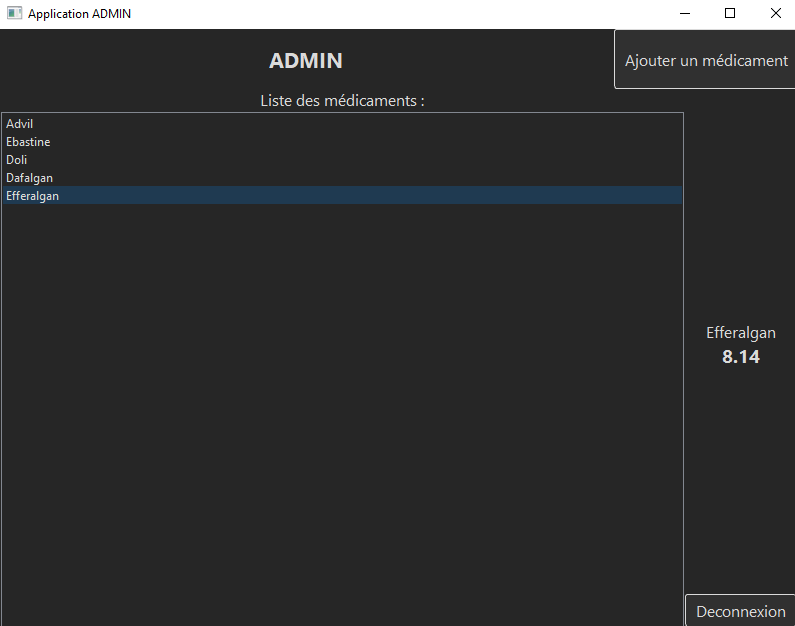 Application ADMIN
ADMIN
Ajouter un médicament
Liste des médicaments :
Advil
Ebastine
Doli
Dafalgan
Efferalgan
Efferalgan
8.14
Deconnexion